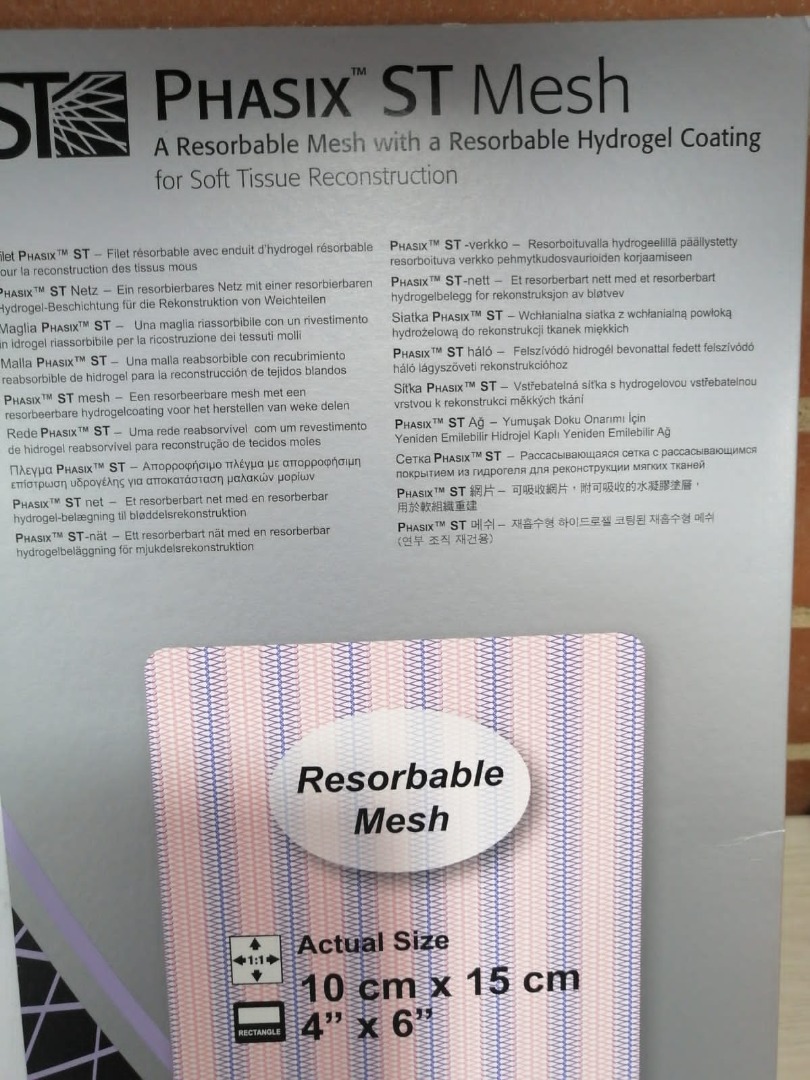 ST
PHASIX™ ST Mesh
A Resorbable Mesh with a Resorbable Hydrogel Coating
for Soft Tissue Reconstruction
PHASIX™ ST – Filet résorbable avec enduit d'hydrogel résorbable
la reconstruction des tissus mous
PHASIX™ ST Netz – Ein resorbierbares Netz mit einer resorbierbaren
Hydrogel-Beschichtung für die Rekonstruktion von Weichteilen
Maglia PHASIX™ ST – Una maglia riassorbibile con un rivestimento
in idrogel riassorbibile per la ricostruzione dei tessuti molli
Malla PHASIX™ ST – Una malla reabsorbible con recubrimiento
reabsorbible de hidrogel para la reconstrucción de tejidos blandos
PHASIX™ ST mesh – Een resorbeerbare mesh met een
resorbeerbare hydrogelcoating voor het herstellen van weke delen
Rede PHASIX™ ST – Uma rede reabsorvível com um revestimento
de hidrogel reabsorvível para reconstrução de tecidos moles
Πλεγμα PHASIX™ ST – Απορροφήσιμο πλέγμα με απορροφήσιμη
επίστρωση υδρογέλης για αποκατάσταση μαλακών μορίων
PHASIX™ ST net – Et resorberbart net med en resorberbar
hydrogel-belægning til bløddelsrekonstruktion
PHASIX™ ST-nät – Ett resorberbart nät med en resorberbar
hydrogelbeläggning för mjukdelsrekonstruktion
PHASIX™ ST -verkko – Resorboituvalla hydrogeelillä päällystetty
resorboituva verkko pehmytkudosvaurioiden korjaamiseen
PHASIX™ ST-nett – Et resorberbart nett med et resorberbart
hydrogelbelegg for rekonstruksjon av bløtvev
Siatka PHASIX™ ST – Wchłanialna siatka z wchłanialną powłoką
hydrożelową do rekonstrukcji tkanek miękkich
PHASIX™ ST háló – Felszívódó hidrogél bevonattal fedett felszívódó
háló lágyszöveti rekonstrukcióhoz
Síťka PHASIX™ ST – Vstřebatelná síťka s hydrogelovou vstřebatelnou
vrstvou k rekonstrukci měkkých tkání
PHASIX™ ST Ağ – Yumuşak Doku Onarımı İçin
Yeniden Emilebilir Hidrojel Kaplı Yeniden Emilebilir Ağ
Сетка PHASIX™ ST – Рассасывающаяся сетка с рассасывающимся
покрытием из гидрогеля для реконструкции мягких тканей
PHASIX™ ST 網片 – 可吸收網片，附可吸收的水凝膠塗層，
用於軟組織重建
PHASIX™ ST 메쉬 – 재흡수형 하이드로젤 코팅된 재흡수형 메쉬
(연부 조직 재건용)
Resorbable
Mesh
1:1
Actual Size
10 cm x 15 cm
RECTANGLE
4” x 6”